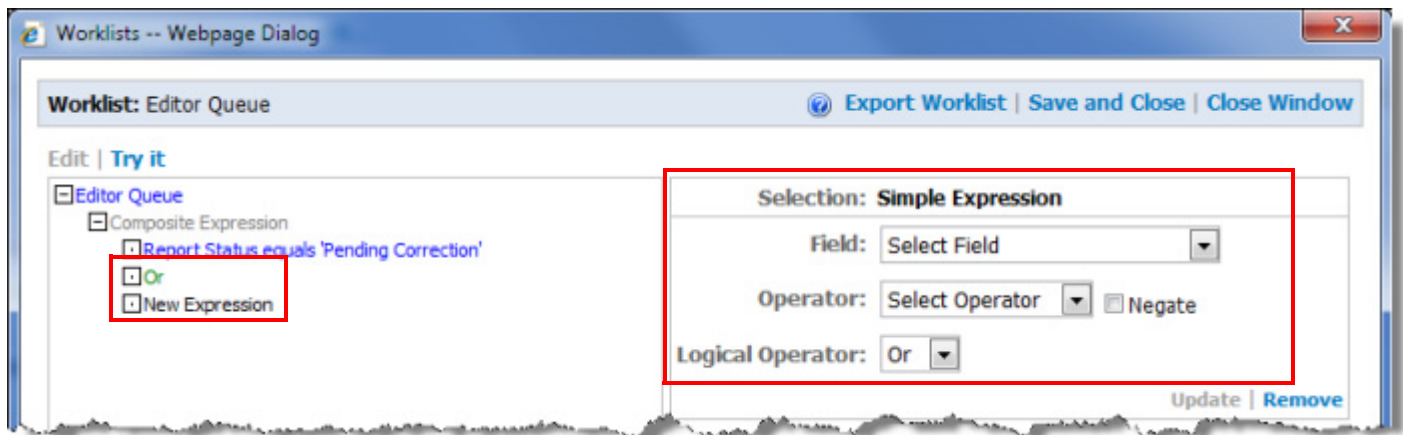 Worklists -- Webpage Dialog
X
Worklist: Editor Queue
Export Worklist | Save and Close | Close Window
Edit | Try it
Editor Queue
Composite Expression
Report Status equals 'Pending Correction'
Or
New Expression
Selection: Simple Expression
Field: Select Field
Operator: Select Operator Negate
Logical Operator: Or
Update | Remove